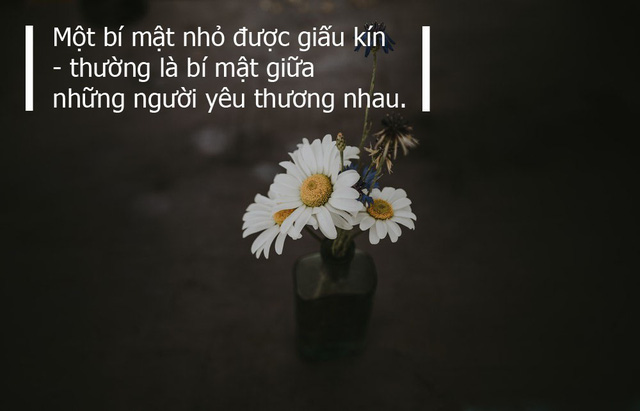 Một bí mật nhỏ được giấu kín
- thường là bí mật giữa
những người yêu thương nhau.